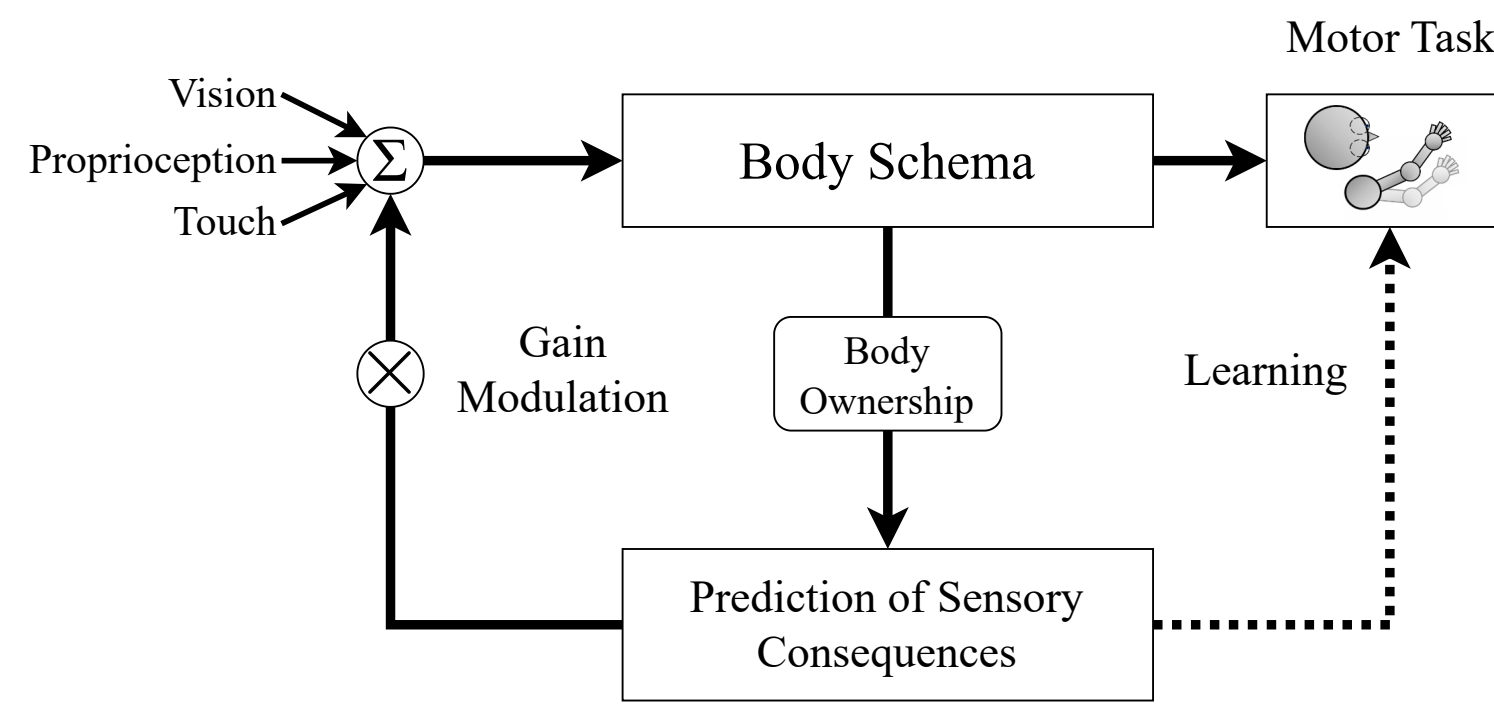 Motor Task
Vision
Proprioception
Touch
Σ
Body Schema
Gain
Modulation
Body
Ownership
Learning
Prediction of Sensory
Consequences